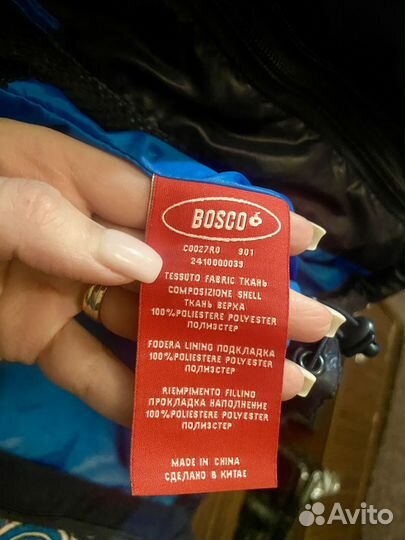 BOSCO
C0027R0 901
2410000039
TESSUTO FABRIC ТКАНЬ
COMPOSIZIONE SHELL
ТКАНЬ ВЕРХА
100%POLIESTERE POLYESTER
ПОЛИЭСТЕР
FODERA LINING ПОДКЛАДКА
100%POLIESTERE POLYESTER
ПОЛИЭСТЕР
RIEMPIMENTO FILLING
ПРОКЛАДКА НАПОЛНЕНИЕ
100%POLIESTERE POLYESTER
ПОЛИЭСТЕР
MADE IN CHINA
СДЕЛАНО В КИТАЕ
Avito